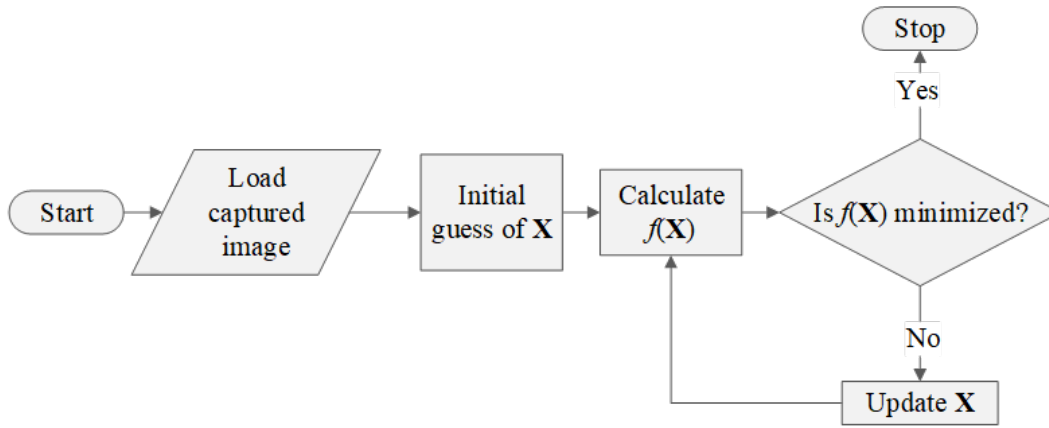 Start
Load
captured
image
Initial
guess of X
Calculate
f(X)
Is f(X) minimized?
Yes
Stop
No
Update X